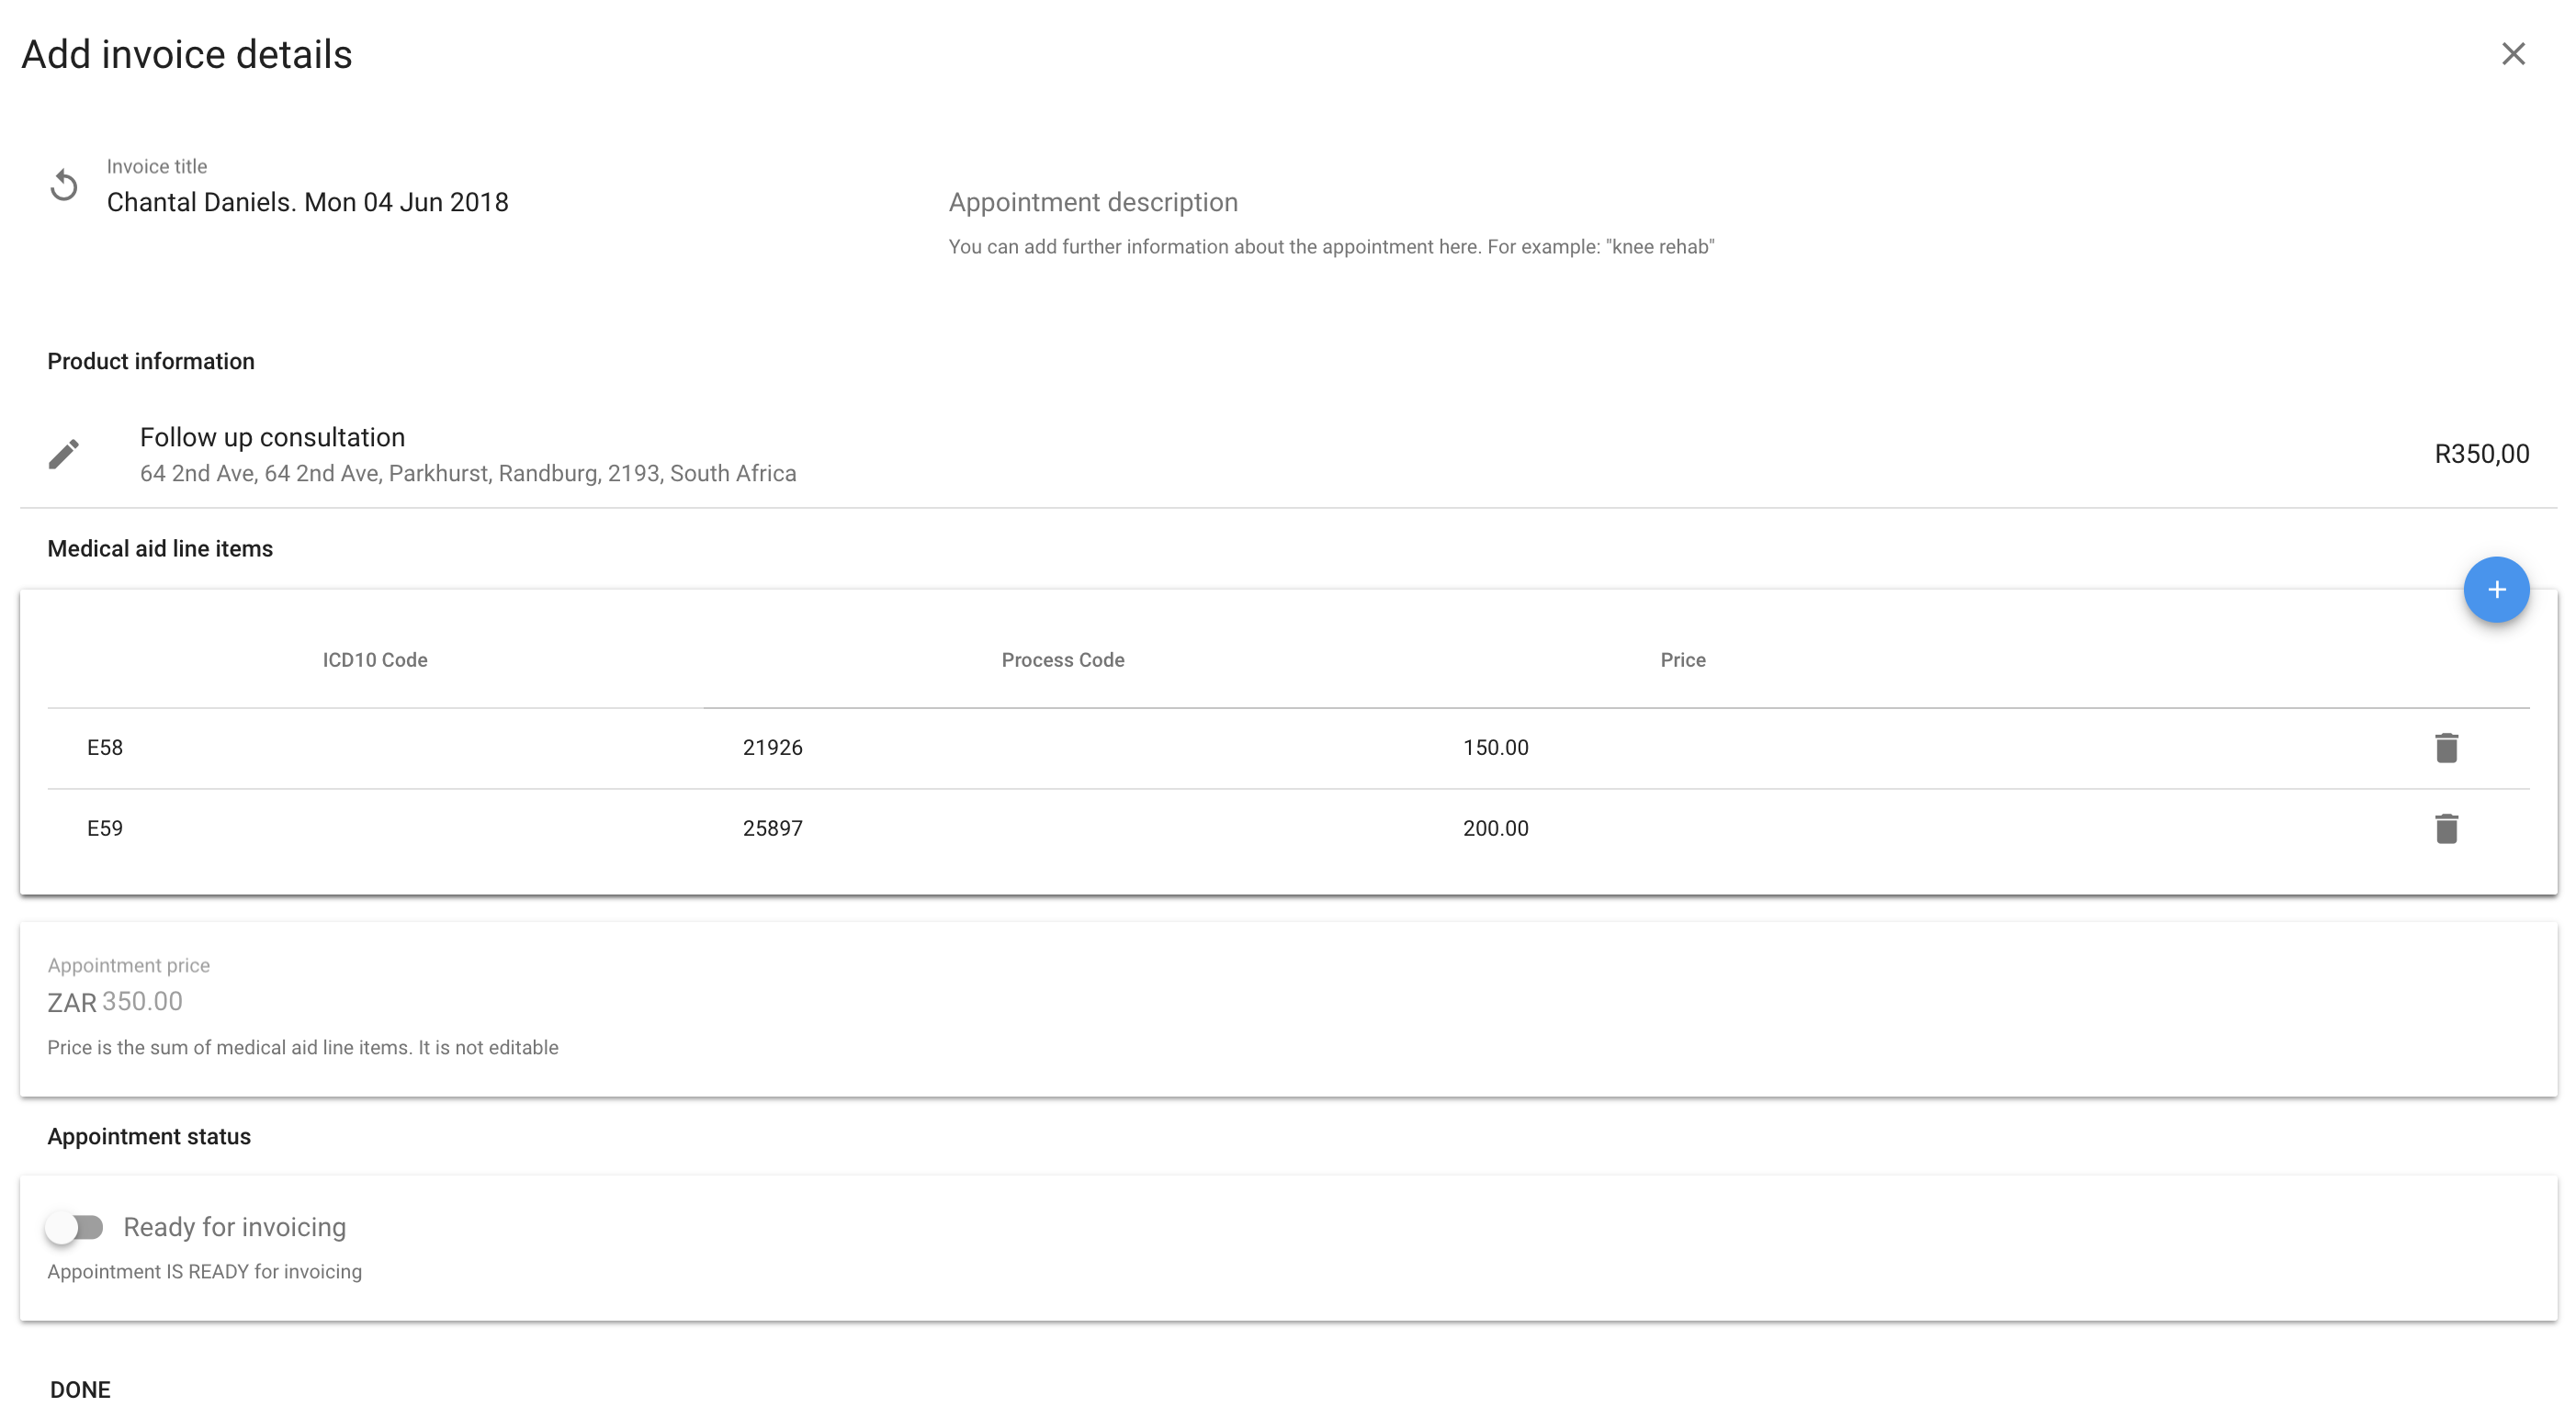 Add invoice details
Invoice title
Chantal Daniels. Mon 04 Jun 2018
Appointment description
You can add further information about the appointment here. For example: "knee rehab"
Product information
Follow up consultation
64 2nd Ave, 64 2nd Ave, Parkhurst, Randburg, 2193, South Africa
R350,00
Medical aid line items
ICD10 Code Process Code Price
E58 21926 150.00
E59 25897 200.00
Appointment price
ZAR 350.00
Price is the sum of medical aid line items. It is not editable
Appointment status
Ready for invoicing
Appointment IS READY for invoicing
DONE